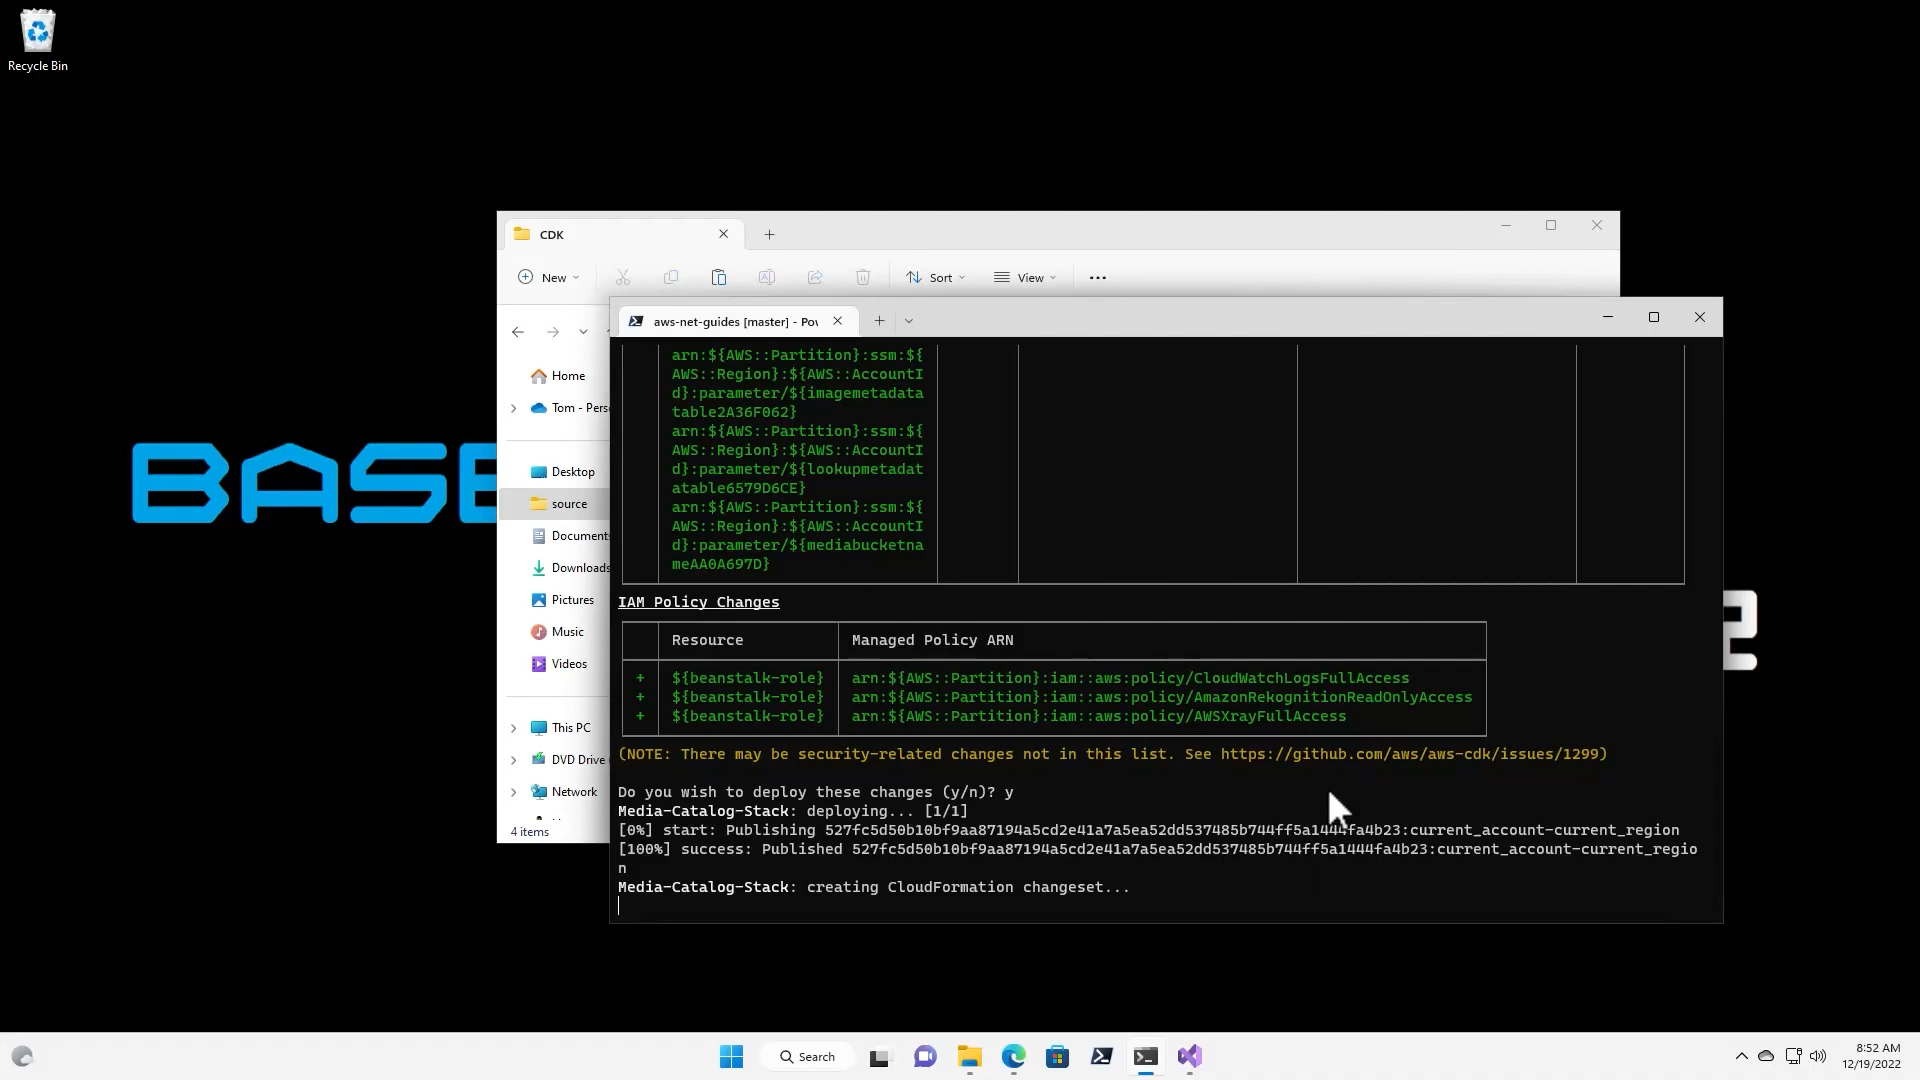 Recycle Bin
BASE
2
CDK
New
Sort
View
Home
Tom - Pers
Desktop
source
Documents
Downloads
Pictures
Music
Videos
This PC
DVD Drive
Network
4 items
aws-net-guides [master] - Pow
arn:${AWS::Partition}:ssm:${
AWS::Region}:${AWS::AccountI
d}:parameter/${imagemetadata
table2A36F062}
arn:${AWS::Partition}:ssm:${
AWS::Region}:${AWS::AccountI
d}:parameter/${lookupmetadat
atable6579D6CE}
arn:${AWS::Partition}:ssm:${
AWS::Region}:${AWS::AccountI
d}:parameter/${mediabucketna
meAA0A697D}
IAM Policy Changes
Resource Managed Policy ARN
+ ${beanstalk-role} arn:${AWS::Partition}:iam::aws:policy/CloudWatchLogsFullAccess
+ ${beanstalk-role} arn:${AWS::Partition}:iam::aws:policy/AmazonRekognitionReadOnlyAccess
+ ${beanstalk-role} arn:${AWS::Partition}:iam::aws:policy/AWSXrayFullAccess
(NOTE: There may be security-related changes not in this list. See https://github.com/aws/aws-cdk/issues/1299)
Do you wish to deploy these changes (y/n)? y
Media-Catalog-Stack: deploying... [1/1]
[0%] start: Publishing 527fc5d50b10bf9aa87194a5cd2e41a7a5ea52dd537485b744ff5a1444fa4b23:current_account-current_region
[100%] success: Published 527fc5d50b10bf9aa87194a5cd2e41a7a5ea52dd537485b744ff5a1444fa4b23:current_account-current_regio
n
Media-Catalog-Stack: creating CloudFormation changeset...
Search
8:52 AM
12/19/2022